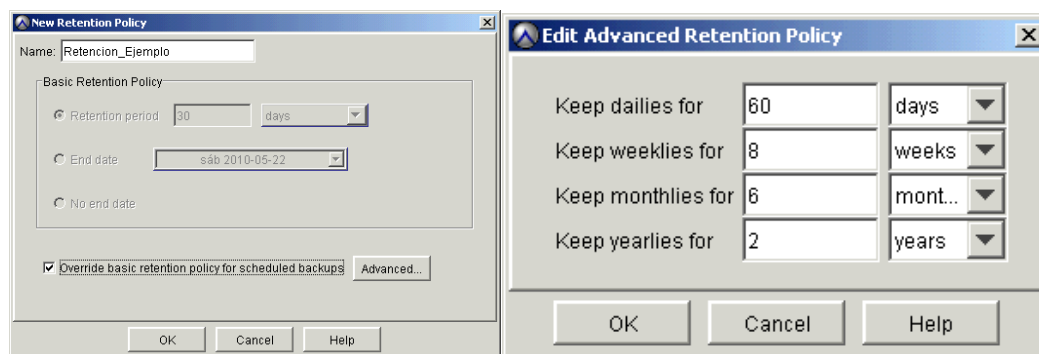 New Retention Policy
Name: Retencion_Ejemplo
Basic Retention Policy
Retention period 30 days
End date sáb 2010-05-22
No end date
Override basic retention policy for scheduled backups Advanced...
OK Cancel Help
Edit Advanced Retention Policy
Keep dailies for 60 days
Keep weeklies for 8 weeks
Keep monthlies for 6 mont...
Keep yearlies for 2 years
OK Cancel Help